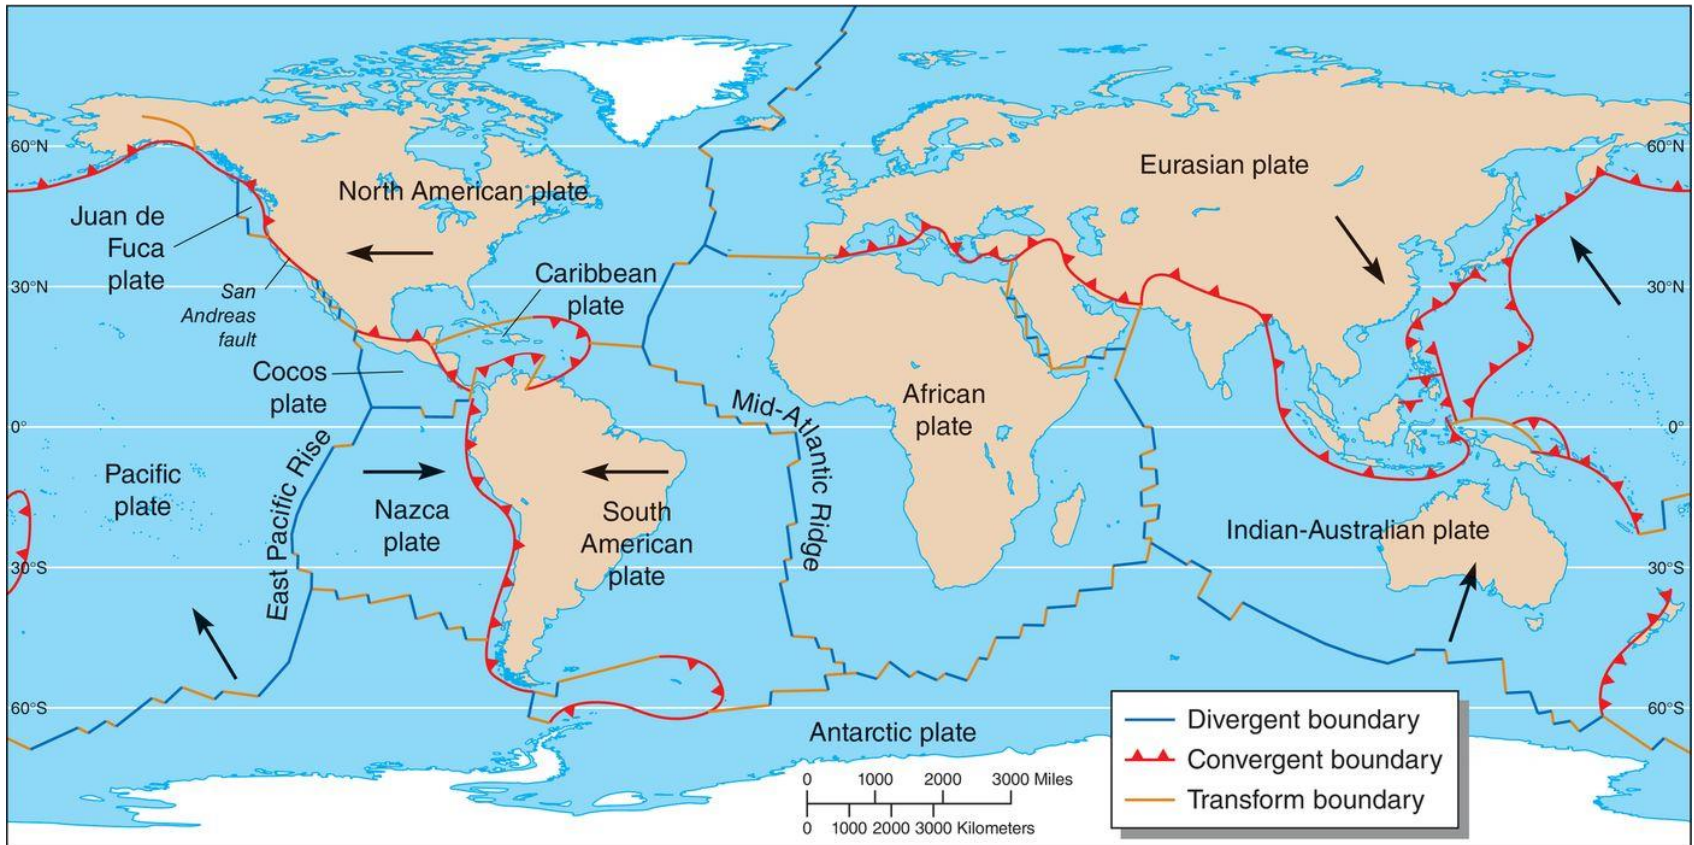 60°N
60°N
Eurasian plate
North American plate
Juan de
Fuca
plate
San
Andreas
fault
30°N
30°N
Caribbean
plate
Cocos
plate
Mid-Atlantic Ridge
African
plate
0°
0°
Pacific
plate
East Pacific Rise
Nazca
plate
South
American
plate
Indian-Australian plate
30°S
30°S
60°S
60°S
Antarctic plate
0 1000 2000 3000 Miles
0 1000 2000 3000 Kilometers
Divergent boundary
Convergent boundary
Transform boundary